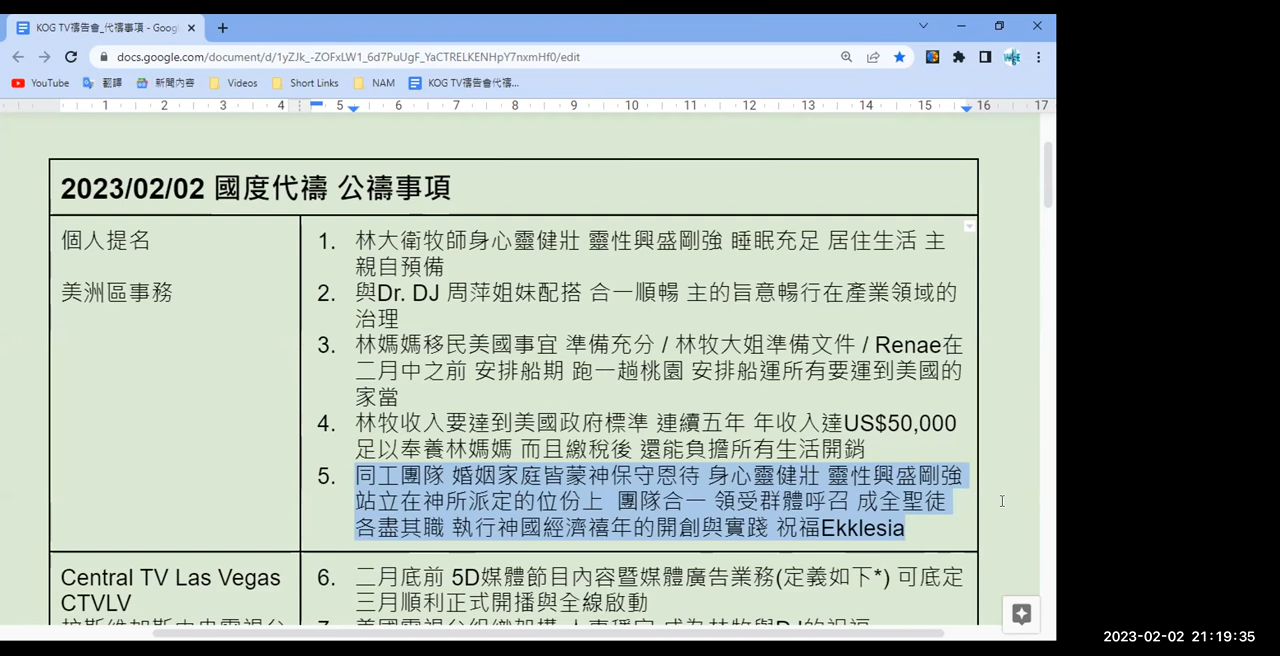 KOG TV禱告會_代禱事項 - Goog
docs.google.com/document/d/1yZJk_-ZOFxLW1_6d7PuUgF_YaCTRELKENHpY7nxmHf0/edit
YouTube 翻譯 新聞內容 Videos Short Links NAM KOG TV禱告會代禱...
1 2 3 4 5 6 7 8 9 10 11 12 13 14 15 16 17
2023/02/02 國度代禱 公禱事項
個人提名
美洲區事務
1. 林大衛牧師身心靈健壯 靈性興盛剛強 睡眠充足 居住生活 主
親自預備
2. 與Dr. DJ 周萍姐妹配搭 合一順暢 主的旨意暢行在產業領域的
治理
3. 林媽媽移民美國事宜 準備充分 / 林牧大姐準備文件 / Renae在
二月中之前 安排船期 跑一趟桃園 安排船運所有要運到美國的
家當
4. 林牧收入要達到美國政府標準 連續五年 年收入達US$50,000
足以奉養林媽媽 而且繳稅後 還能負擔所有生活開銷
5. 同工團隊 婚姻家庭皆蒙神保守恩待 身心靈健壯 靈性興盛剛強
站立在神所派定的位份上 團隊合一 領受群體呼召 成全聖徒
各盡其職 執行神國經濟禧年的開創與實踐 祝福Ekklesia
Central TV Las Vegas
CTVLV
6. 二月底前 5D媒體節目內容暨媒體廣告業務(定義如下*) 可底定
三月順利正式開播與全線啟動
2023-02-02 21:19:35